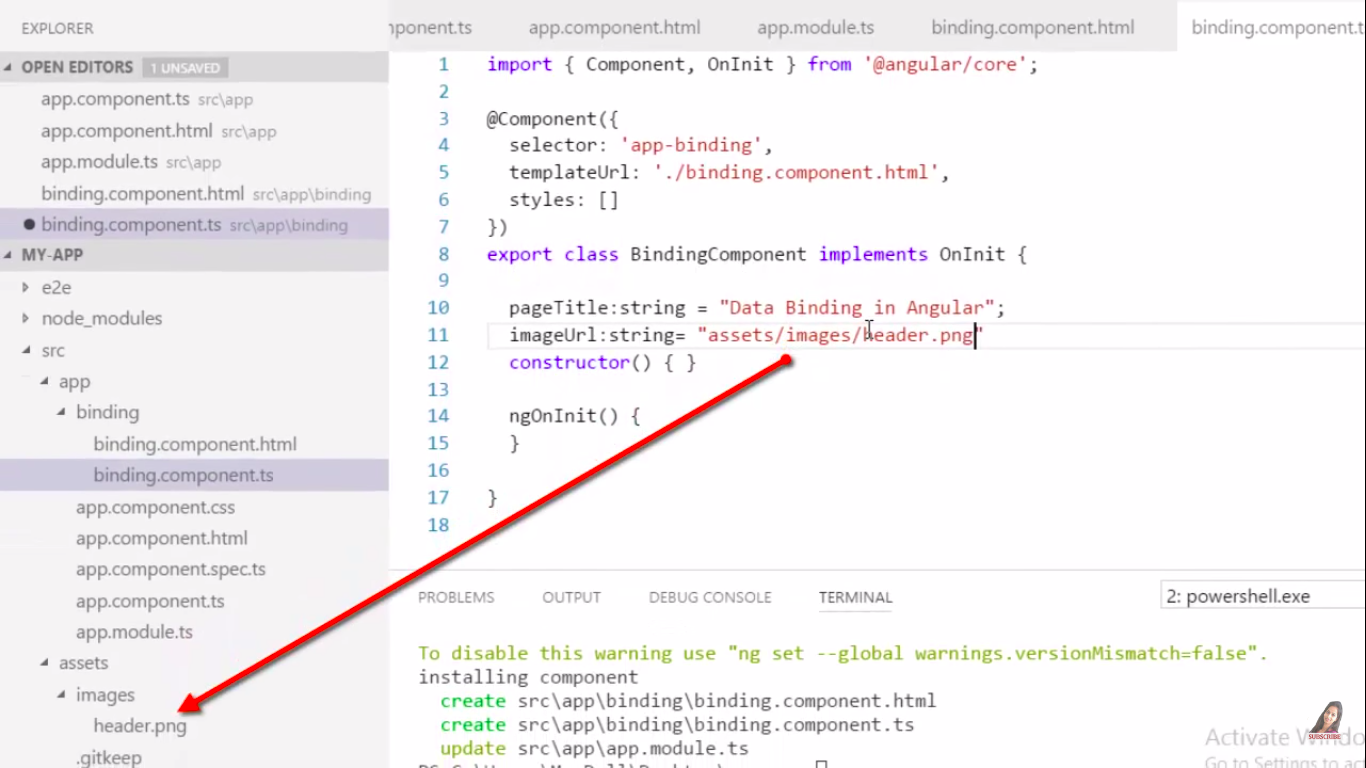 EXPLORER
OPEN EDITORS 1 UNSAVED
app.component.ts src\app
app.component.html src\app
app.module.ts src\app
binding.component.html src\app\binding
binding.component.ts src\app\binding
MY-APP
e2e
node_modules
src
app
binding
binding.component.html
binding.component.ts
app.component.css
app.component.html
app.component.spec.ts
app.component.ts
app.module.ts
assets
images
header.png
.gitkeep
nponent.ts app.component.html app.module.ts binding.component.html binding.component.t
1 import { Component, OnInit } from '@angular/core';
2
3 @Component({
4 selector: 'app-binding',
5 templateUrl: './binding.component.html',
6 styles: []
7 })
8 export class BindingComponent implements OnInit {
9
10 pageTitle:string = "Data Binding in Angular";
11 imageUrl:string= "assets/images/header.png"
12 constructor() { }
13
14 ngOnInit() {
15 }
16
17 }
18
PROBLEMS OUTPUT DEBUG CONSOLE TERMINAL 2: powershell.exe
To disable this warning use "ng set --global warnings.versionMismatch=false".
installing component
create src\app\binding\binding.component.html
create src\app\binding\binding.component.ts
update src\app\app.module.ts
SUBSCRIBE
Activate Windo
Go to Settings to ac